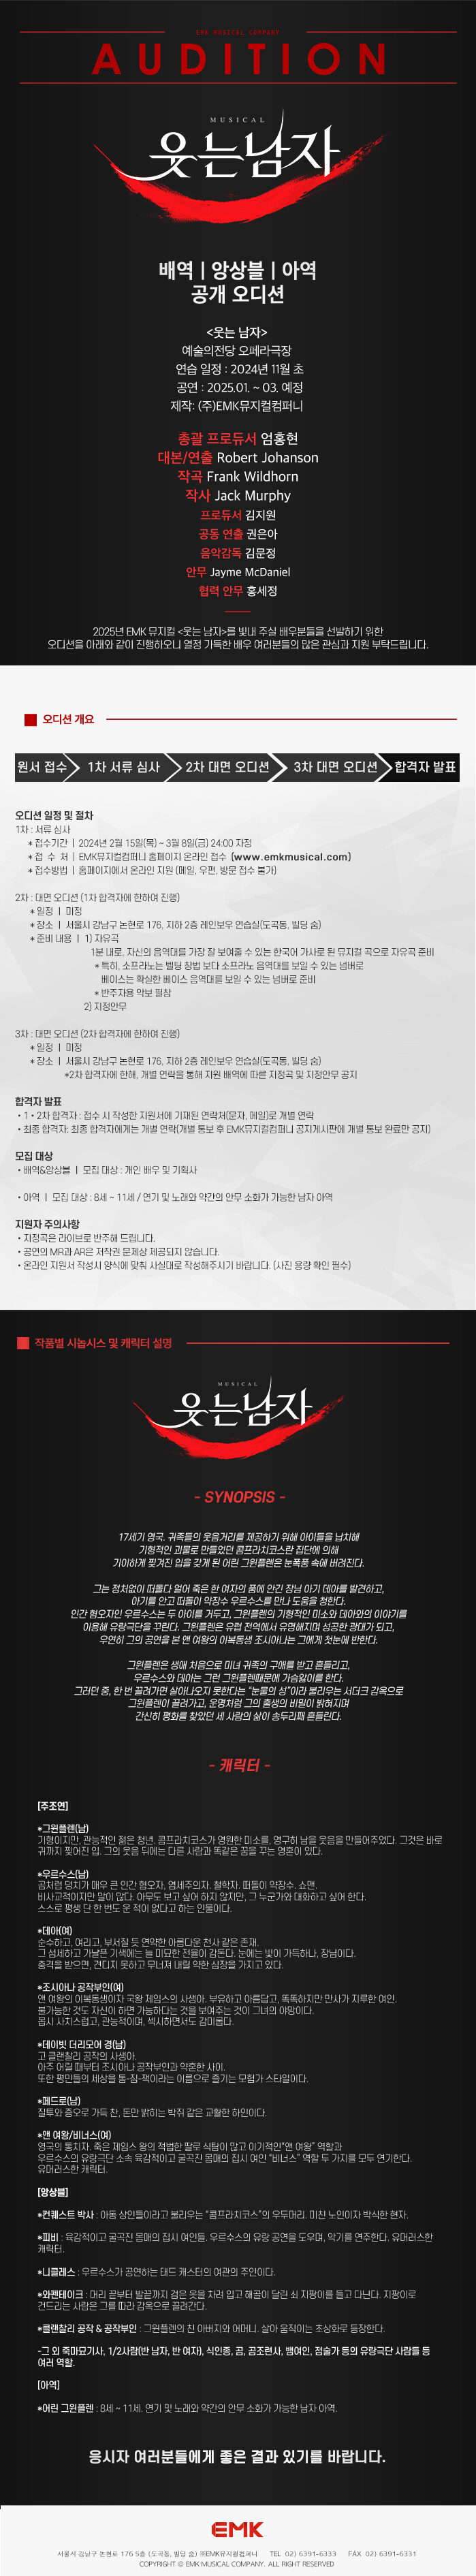 EMK MUSICAL COMPANY
AUDITION
MUSICAL
웃는남자
배역 | 앙상블 | 아역
공개 오디션
<웃는 남자>
예술의전당 오페라극장
연습 일정 : 2024년 11월 초
공연 : 2025.01. ~ 03. 예정
제작: (주)EMK뮤지컬컴퍼니
총괄 프로듀서 엄홍현
대본/연출 Robert Johanson
작곡 Frank Wildhorn
작사 Jack Murphy
프로듀서 김지원
공동 연출 권은아
음악감독 김문정
안무 Jayme McDaniel
협력 안무 홍세정
2025년 EMK 뮤지컬 <웃는 남자>를 빛내 주실 배우분들을 선발하기 위한
오디션을 아래와 같이 진행하오니 열정 가득한 배우 여러분들의 많은 관심과 지원 부탁드립니다.
오디션 개요
원서 접수 1차 서류 심사 2차 대면 오디션 3차 대면 오디션 합격자 발표
오디션 일정 및 절차
1차 : 서류 심사
* 접수기간 | 2024년 2월 15일(목) ~ 3월 8일(금) 24:00 자정
* 접 수 처 | EMK뮤지컬컴퍼니 홈페이지 온라인 접수 (www.emkmusical.com)
* 접수방법 | 홈페이지에서 온라인 지원 (메일, 우편, 방문 접수 불가)
2차 : 대면 오디션 (1차 합격자에 한하여 진행)
* 일정 | 미정
* 장소 | 서울시 강남구 논현로 176, 지하 2층 레인보우 연습실(도곡동, 빌딩 숨)
* 준비 내용 | 1) 자유곡
1분 내로, 자신의 음역대를 가장 잘 보여줄 수 있는 한국어 가사로 된 뮤지컬 곡으로 자유곡 준비
* 특히, 소프라노는 벨팅 창법 보다 소프라노 음역대를 보일 수 있는 넘버로
베이스는 확실한 베이스 음역대를 보일 수 있는 넘버로 준비
* 반주자용 악보 필참
2) 지정안무
3차 : 대면 오디션 (2차 합격자에 한하여 진행)
* 일정 | 미정
* 장소 | 서울시 강남구 논현로 176, 지하 2층 레인보우 연습실(도곡동, 빌딩 숨)
*2차 합격자에 한해, 개별 연락을 통해 지원 배역에 따른 지정곡 및 지정안무 공지
합격자 발표
• 1 • 2차 합격자 : 접수 시 작성한 지원서에 기재된 연락처(문자, 메일)로 개별 연락
• 최종 합격자: 최종 합격자에게는 개별 연락(개별 통보 후 EMK뮤지컬컴퍼니 공지게시판에 개별 통보 완료만 공지)
모집 대상
• 배역&앙상블 | 모집 대상 : 개인 배우 및 기획사
• 아역 | 모집 대상 : 8세 ~ 11세 / 연기 및 노래와 약간의 안무 소화가 가능한 남자 아역
지원자 주의사항
• 지정곡은 라이브로 반주해 드립니다.
• 공연의 MR과 AR은 저작권 문제상 제공되지 않습니다.
• 온라인 지원서 작성시 양식에 맞춰 사실대로 작성해주시기 바랍니다. (사진 용량 확인 필수)
작품별 시놉시스 및 캐릭터 설명
MUSICAL
웃는남자
- SYNOPSIS -
17세기 영국. 귀족들의 웃음거리를 제공하기 위해 아이들을 납치해
기형적인 괴물로 만들었던 콤프라치코스란 집단에 의해
기이하게 찢겨진 입을 갖게 된 어린 그윈플렌은 눈폭풍 속에 버려진다.
그는 정처없이 떠돌다 얼어 죽은 한 여자의 품에 안긴 장님 아기 데아를 발견하고,
아기를 안고 떠돌이 약장수 우르수스를 만나 도움을 청한다.
인간 혐오자인 우르수스는 두 아이를 거두고, 그윈플렌의 기형적인 미소와 데아와의 이야기를
이용해 유랑극단을 꾸린다. 그윈플렌은 유럽 전역에서 유명해지며 성공한 광대가 되고,
우연히 그의 공연을 본 앤 여왕의 이복동생 조시아나는 그에게 첫눈에 반한다.
그윈플렌은 생애 처음으로 미녀 귀족의 구애를 받고 흔들리고,
우르수스와 데아는 그런 그윈플렌때문에 가슴앓이를 한다.
그러던 중, 한 번 끌려가면 살아나오지 못한다는 "눈물의 성"이라 불리우는 서더크 감옥으로
그윈플렌이 끌려가고, 운명처럼 그의 출생의 비밀이 밝혀지며
간신히 평화를 찾았던 세 사람의 삶이 송두리째 흔들린다.
- 캐릭터 -
[주조연]
*그윈플렌(남)
기형이지만, 관능적인 젊은 청년. 콤프라치코스가 영원한 미소를, 영구히 남을 웃음을 만들어주었다. 그것은 바로
귀까지 찢어진 입. 그의 웃음 뒤에는 다른 사람과 똑같은 꿈을 꾸는 영혼이 있다.
*우르수스(남)
곰처럼 덩치가 매우 큰 인간 혐오자, 염세주의자. 철학자. 떠돌이 약장수. 쇼맨.
비사교적이지만 말이 많다. 아무도 보고 싶어 하지 않지만, 그 누군가와 대화하고 싶어 한다.
스스로 평생 단 한 번도 운 적이 없다고 하는 인물이다.
*데아(여)
순수하고, 여리고, 부서질 듯 연약한 아름다운 천사 같은 존재.
그 섬세하고 가냘픈 기색에는 늘 미묘한 전율이 감돈다. 눈에는 빛이 가득하나, 장님이다.
충격을 받으면, 견디지 못하고 무너져 내릴 약한 심장을 가지고 있다.
*조시아나 공작부인(여)
앤 여왕의 이복동생이자 국왕 제임스의 사생아. 부유하고 아름답고, 똑똑하지만 만사가 지루한 여인.
불가능한 것도 자신이 하면 가능하다는 것을 보여주는 것이 그녀의 야망이다.
몹시 사치스럽고, 관능적이며, 섹시하면서도 감미롭다.
*데이빗 더리모어 경(남)
고 클랜찰리 공작의 사생아.
아주 어릴 때부터 조시아나 공작부인과 약혼한 사이.
또한 평민들의 세상을 톰-짐-잭이라는 이름으로 즐기는 모험가 스타일이다.
*페드로(남)
질투와 증오로 가득 찬, 돈만 밝히는 박쥐 같은 교활한 하인이다.
*앤 여왕/비너스(여)
영국의 통치자. 죽은 제임스 왕의 적법한 딸로 식탐이 많고 이기적인"앤 여왕" 역할과
우르수스의 유랑극단 소속 육감적이고 굴곡진 몸매의 집시 여인 "비너스" 역할 두 가지를 모두 연기한다.
유머러스한 캐릭터.
[앙상블]
*컨퀘스트 박사 : 아동 상인들이라고 불리우는 "콤프라치코스"의 우두머리. 미친 노인이자 박식한 현자.
*피비 : 육감적이고 굴곡진 몸매의 집시 여인들. 우르수스의 유랑 공연을 도우며, 악기를 연주한다. 유머러스한
캐릭터.
*니클레스 : 우르수스가 공연하는 태드 캐스터의 여관의 주인이다.
*와펜테이크 : 머리 끝부터 발끝까지 검은 옷을 차려 입고 해골이 달린 쇠 지팡이를 들고 다닌다. 지팡이로
건드리는 사람은 그를 따라 감옥으로 끌려간다.
*클랜찰리 공작 & 공작부인 : 그윈플렌의 친 아버지와 어머니. 살아 움직이는 초상화로 등장한다.
-그 외 죽마묘기사, 1/2사람(반 남자, 반 여자), 식인종, 곰, 곰조련사, 뱀여인, 점술가 등의 유랑극단 사람들 등
여러 역할.
[아역]
*어린 그윈플렌 : 8세 ~ 11세. 연기 및 노래와 약간의 안무 소화가 가능한 남자 아역.
응시자 여러분들에게 좋은 결과 있기를 바랍니다.
EMK
서울시 강남구 논현로 176 5층 (도곡동, 빌딩 숨) ㈜EMK뮤지컬컴퍼니 TEL 02) 6391-6333 FAX 02) 6391-6331
COPYRIGHT © EMK MUSICAL COMPANY. ALL RIGHT RESERVED